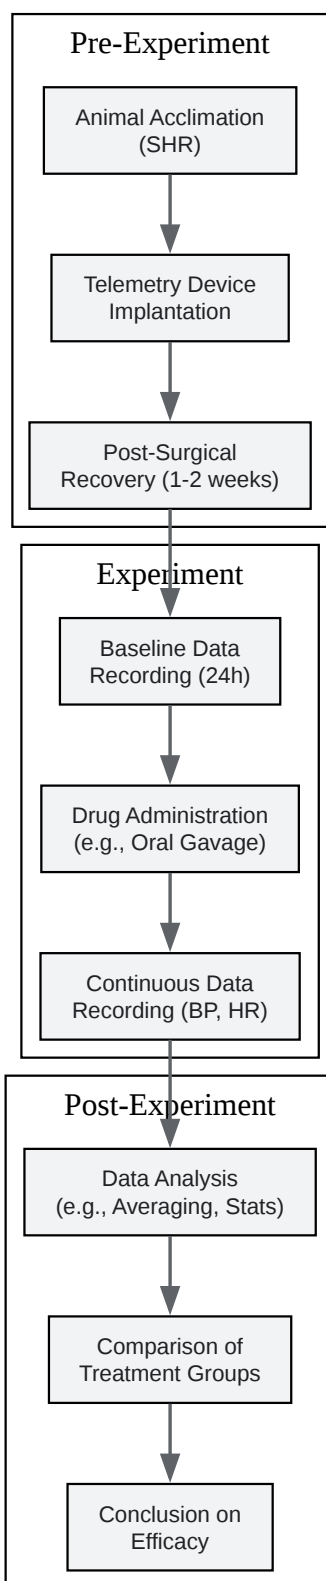 Pre-Experiment
Animal Acclimation
(SHR)
Telemetry Device
Implantation
Post-Surgical
Recovery (1-2 weeks)
Experiment
Baseline Data
Recording (24h)
Drug Administration
(e.g., Oral Gavage)
Continuous Data
Recording (BP, HR)
Post-Experiment
Data Analysis
(e.g., Averaging, Stats)
Comparison of
Treatment Groups
Conclusion on
Efficacy